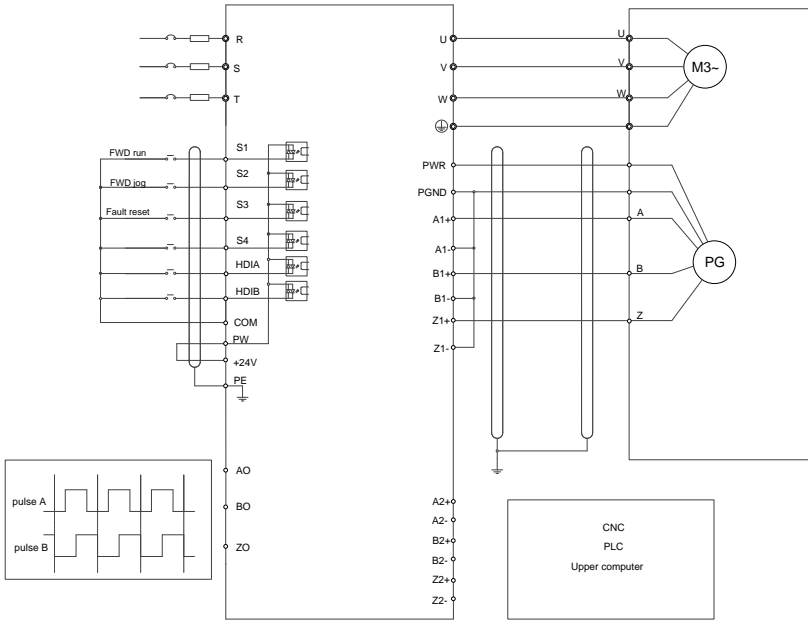 R
S
T
S1
FWD run
S2
FWD jog
S3
Fault reset
S4
HDIA
HDIB
COM
PW
+24V
PE
AO
BO
ZO
pulse A
pulse B
U
V
W
PWR
PGND
A1+
A1-
B1+
B1-
Z1+
Z1-
A2+
A2-
B2+
B2-
Z2+
Z2-
U
V
W
M3~
A
B
Z
PG
CNC
PLC
Upper computer